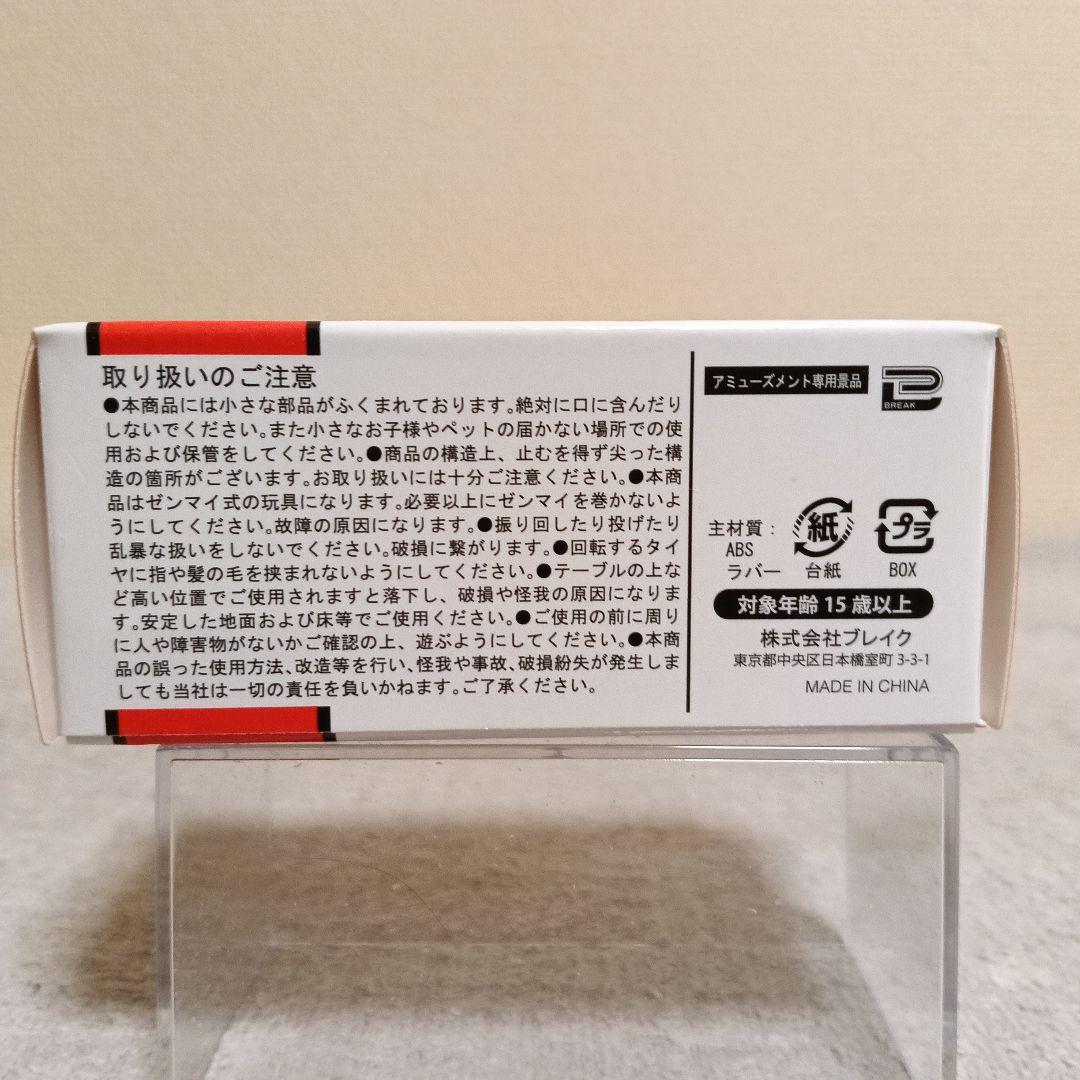 取り扱いのご注意
●本商品には小さな部品がふくまれております。絶対に口に含んだり
しないでください。また小さなお子様やペットの届かない場所での使
用および保管をしてください。●商品の構造上、止むを得ず尖った構
造の箇所がございます。お取り扱いには十分ご注意ください。●本商
品はゼンマイ式の玩具になります。必要以上にゼンマイを巻かないよ
うにしてください。故障の原因になります。●振り回したり投げたり
乱暴な扱いをしないでください。破損に繋がります。●回転するタイ
ヤに指や髪の毛を挟まれないようにしてください。●テーブルの上な
ど高い位置でご使用されますと落下し、破損や怪我の原因になりま
す。安定した地面および床等でご使用ください。●ご使用の前に周り
に人や障害物がないかご確認の上、遊ぶようにしてください。●本商
品の誤った使用方法、改造等を行い、怪我や事故、破損紛失が発生しま
しても当社は一切の責任を負いかねます。ご了承ください。
アミューズメント専用景品
BREAK
主材質：
ABS
ラバー
紙
台紙
プラ
BOX
対象年齢 15 歳以上
株式会社ブレイク
東京都中央区日本橋室町 3-3-1
MADE IN CHINA